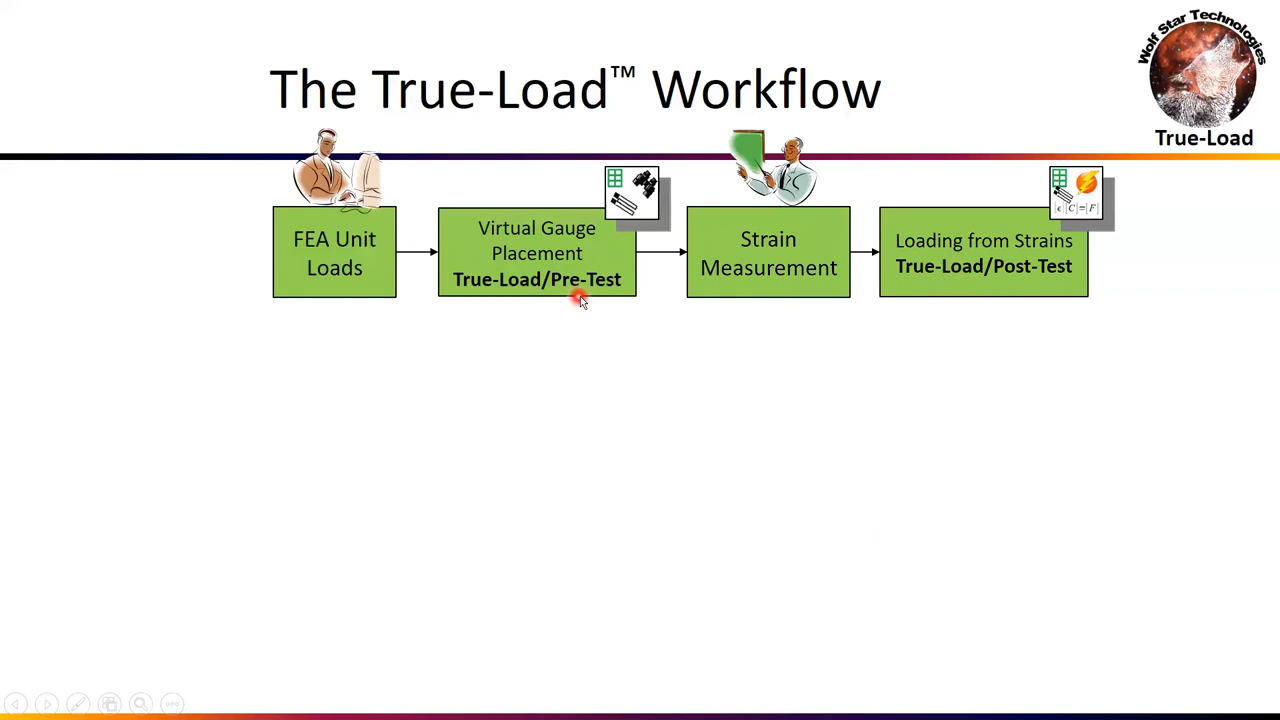 Wolf Star Technologies
True-Load
The True-Load™ Workflow
FEA Unit
Loads
Virtual Gauge
Placement
True-Load/Pre-Test
Strain
Measurement
Loading from Strains
True-Load/Post-Test
|ε|[C]=|F|